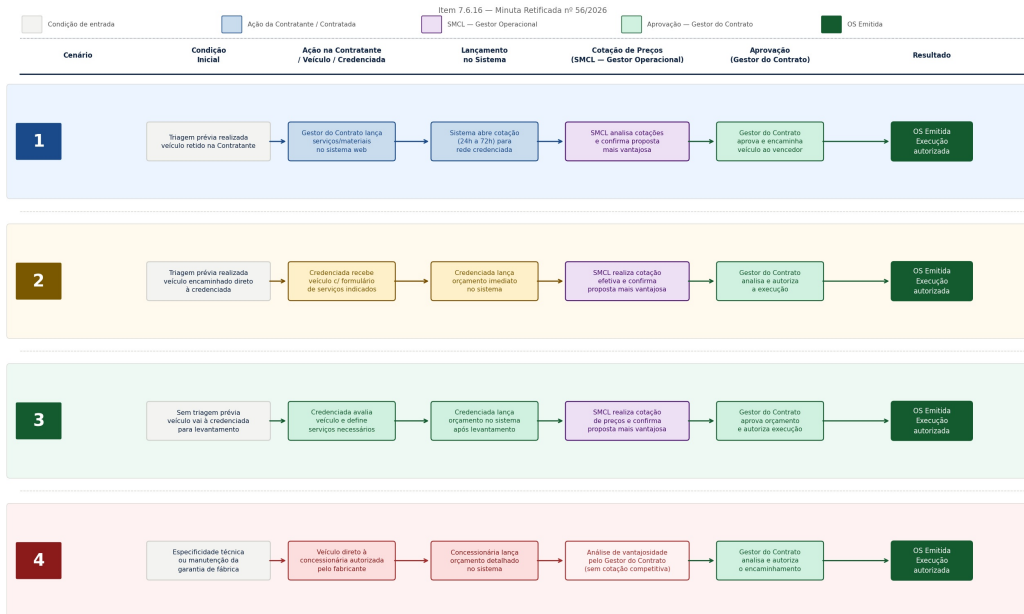 Item 7.6.16 — Minuta Retificada nº 56/2026
Condição de entrada
Ação da Contratante / Contratada
SMCL — Gestor Operacional
Aprovação — Gestor do Contrato
OS Emitida
Cenário
Condição
Inicial
Ação na Contratante
/ Veículo / Credenciada
Lançamento
no Sistema
Cotação de Preços
(SMCL — Gestor Operacional)
Aprovação
(Gestor do Contrato)
Resultado
1
Triagem prévia realizada
veículo retido na Contratante
Gestor do Contrato lança
serviços/materiais
no sistema web
Sistema abre cotação
(24h a 72h) para
rede credenciada
SMCL analisa cotações
e confirma proposta
mais vantajosa
Gestor do Contrato
aprova e encaminha
veículo ao vencedor
OS Emitida
Execução
autorizada
2
Triagem prévia realizada
veículo encaminhado direto
à credenciada
Credenciada recebe
veículo c/ formulário
de serviços indicados
Credenciada lança
orçamento imediato
no sistema
SMCL realiza cotação
efetiva e confirma
proposta mais vantajosa
Gestor do Contrato
analisa e autoriza
a execução
OS Emitida
Execução
autorizada
3
Sem triagem prévia
veículo vai à credenciada
para levantamento
Credenciada avalia
veículo e define
serviços necessários
Credenciada lança
orçamento no sistema
após levantamento
SMCL realiza cotação
de preços e confirma
proposta mais vantajosa
Gestor do Contrato
aprova orçamento
e autoriza execução
OS Emitida
Execução
autorizada
4
Especificidade técnica
ou manutenção da
garantia de fábrica
Veículo direto à
concessionária autorizada
pelo fabricante
Concessionária lança
orçamento detalhado
no sistema
Análise de vantajosidade
pelo Gestor do Contrato
(sem cotação competitiva)
Gestor do Contrato
analisa e autoriza
o encaminhamento
OS Emitida
Execução
autorizada